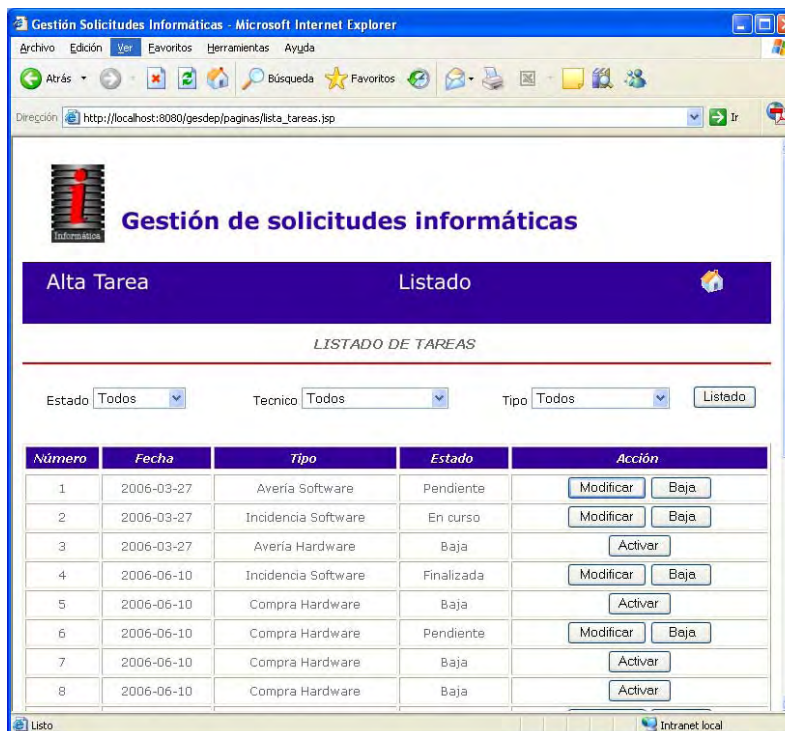 Gestión Solicitudes Informáticas - Microsoft Internet Explorer
Archivo Edición Ver Favoritos Herramientas Ayuda
Atrás Búsqueda Favoritos
Dirección http://localhost:8080/gesdep/paginas/lista_tareas.jsp Ir
i
Informática
Gestión de solicitudes informáticas
Alta Tarea Listado
LISTADO DE TAREAS
Estado Todos Tecnico Todos Tipo Todos Listado
Número Fecha Tipo Estado Acción
1 2006-03-27 Avería Software Pendiente Modificar Baja
2 2006-03-27 Incidencia Software En curso Modificar Baja
3 2006-03-27 Avería Hardware Baja Activar
4 2006-06-10 Incidencia Software Finalizada Modificar Baja
5 2006-06-10 Compra Hardware Baja Activar
6 2006-06-10 Compra Hardware Pendiente Modificar Baja
7 2006-06-10 Compra Hardware Baja Activar
8 2006-06-10 Compra Hardware Baja Activar
Listo Intranet local